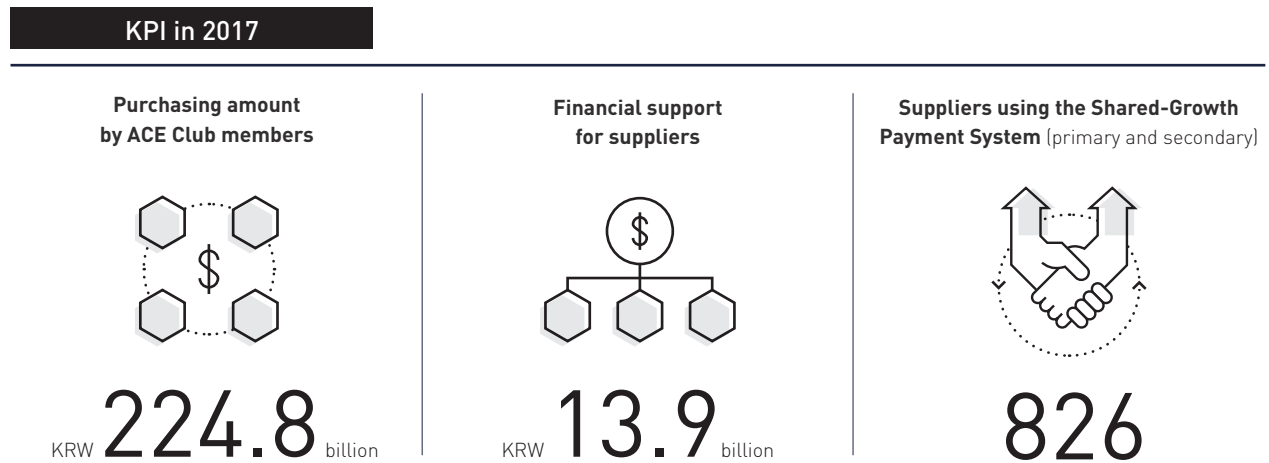 KPI in 2017
Purchasing amount
by ACE Club members
$
KRW 224.8 billion
Financial support
for suppliers
$
KRW 13.9 billion
Suppliers using the Shared-Growth
Payment System (primary and secondary)
826